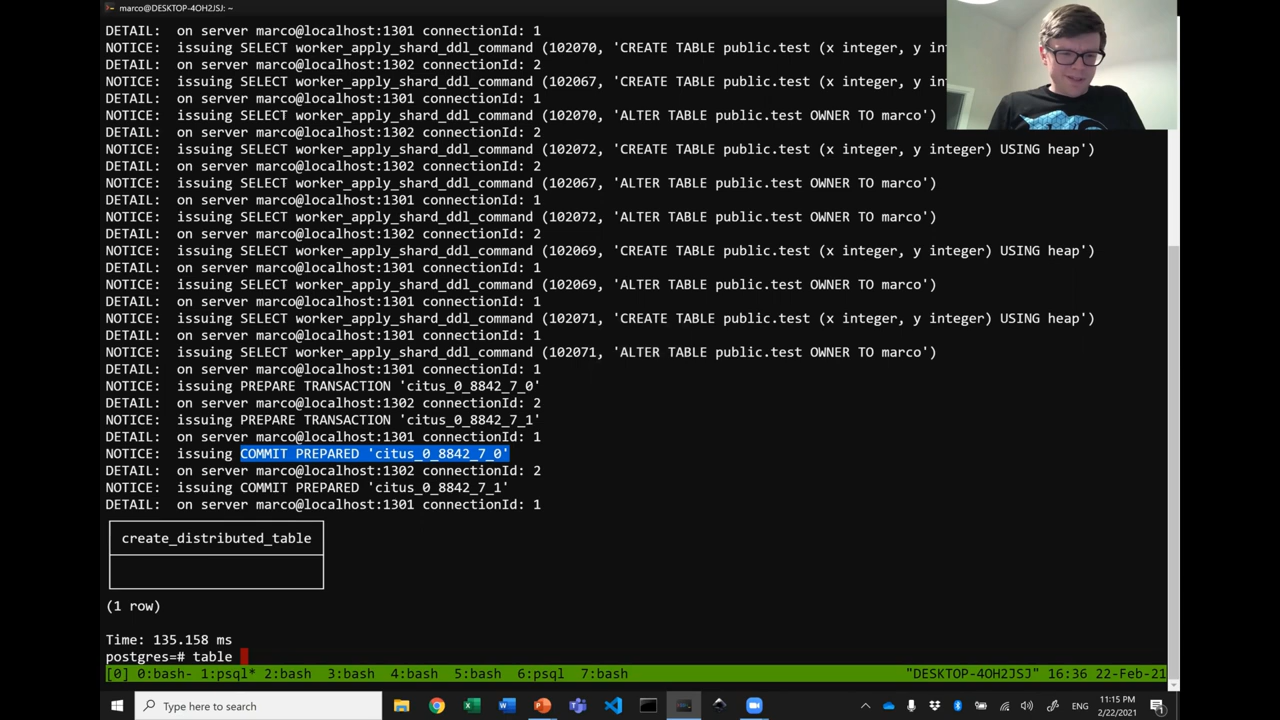 marco@DESKTOP-4OH2JSJ: ~
DETAIL:  on server marco@localhost:1301 connectionId: 1
NOTICE:  issuing SELECT worker_apply_shard_ddl_command (102070, 'CREATE TABLE public.test (x integer, y in
DETAIL:  on server marco@localhost:1302 connectionId: 2
NOTICE:  issuing SELECT worker_apply_shard_ddl_command (102067, 'CREATE TABLE public.test (x integer, y in
DETAIL:  on server marco@localhost:1301 connectionId: 1
NOTICE:  issuing SELECT worker_apply_shard_ddl_command (102070, 'ALTER TABLE public.test OWNER TO marco')
DETAIL:  on server marco@localhost:1302 connectionId: 2
NOTICE:  issuing SELECT worker_apply_shard_ddl_command (102072, 'CREATE TABLE public.test (x integer, y integer) USING heap')
DETAIL:  on server marco@localhost:1302 connectionId: 2
NOTICE:  issuing SELECT worker_apply_shard_ddl_command (102067, 'ALTER TABLE public.test OWNER TO marco')
DETAIL:  on server marco@localhost:1301 connectionId: 1
NOTICE:  issuing SELECT worker_apply_shard_ddl_command (102072, 'ALTER TABLE public.test OWNER TO marco')
DETAIL:  on server marco@localhost:1302 connectionId: 2
NOTICE:  issuing SELECT worker_apply_shard_ddl_command (102069, 'CREATE TABLE public.test (x integer, y integer) USING heap')
DETAIL:  on server marco@localhost:1301 connectionId: 1
NOTICE:  issuing SELECT worker_apply_shard_ddl_command (102069, 'ALTER TABLE public.test OWNER TO marco')
DETAIL:  on server marco@localhost:1301 connectionId: 1
NOTICE:  issuing SELECT worker_apply_shard_ddl_command (102071, 'CREATE TABLE public.test (x integer, y integer) USING heap')
DETAIL:  on server marco@localhost:1301 connectionId: 1
NOTICE:  issuing SELECT worker_apply_shard_ddl_command (102071, 'ALTER TABLE public.test OWNER TO marco')
DETAIL:  on server marco@localhost:1301 connectionId: 1
NOTICE:  issuing PREPARE TRANSACTION 'citus_0_8842_7_0'
DETAIL:  on server marco@localhost:1302 connectionId: 2
NOTICE:  issuing PREPARE TRANSACTION 'citus_0_8842_7_1'
DETAIL:  on server marco@localhost:1301 connectionId: 1
NOTICE:  issuing COMMIT PREPARED 'citus_0_8842_7_0'
DETAIL:  on server marco@localhost:1302 connectionId: 2
NOTICE:  issuing COMMIT PREPARED 'citus_0_8842_7_1'
DETAIL:  on server marco@localhost:1301 connectionId: 1
create_distributed_table
(1 row)
Time: 135.158 ms
postgres=# table
[0] 0:bash- 1:psql* 2:bash  3:bash  4:bash  5:bash  6:psql  7:bash "DESKTOP-4OH2JSJ" 16:36 22-Feb-21
Type here to search ENG 11:15 PM
2/22/2021